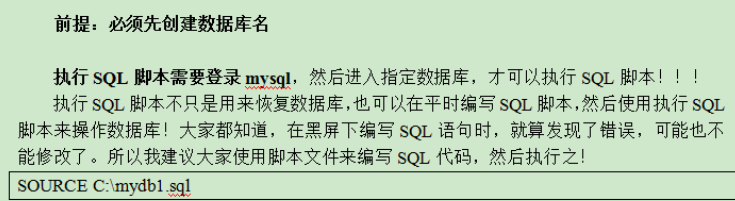 前提：必须先创建数据库名
执行 SQL 脚本需要登录 mysql，然后进入指定数据库，才可以执行 SQL 脚本！！！
执行 SQL 脚本不只是用来恢复数据库，也可以在平时编写 SQL 脚本，然后使用执行 SQL
脚本来操作数据库！大家都知道，在黑屏下编写 SQL 语句时，就算发现了错误，可能也不
能修改了。所以我建议大家使用脚本文件来编写 SQL 代码，然后执行之！
SOURCE C:\mydb1.sql